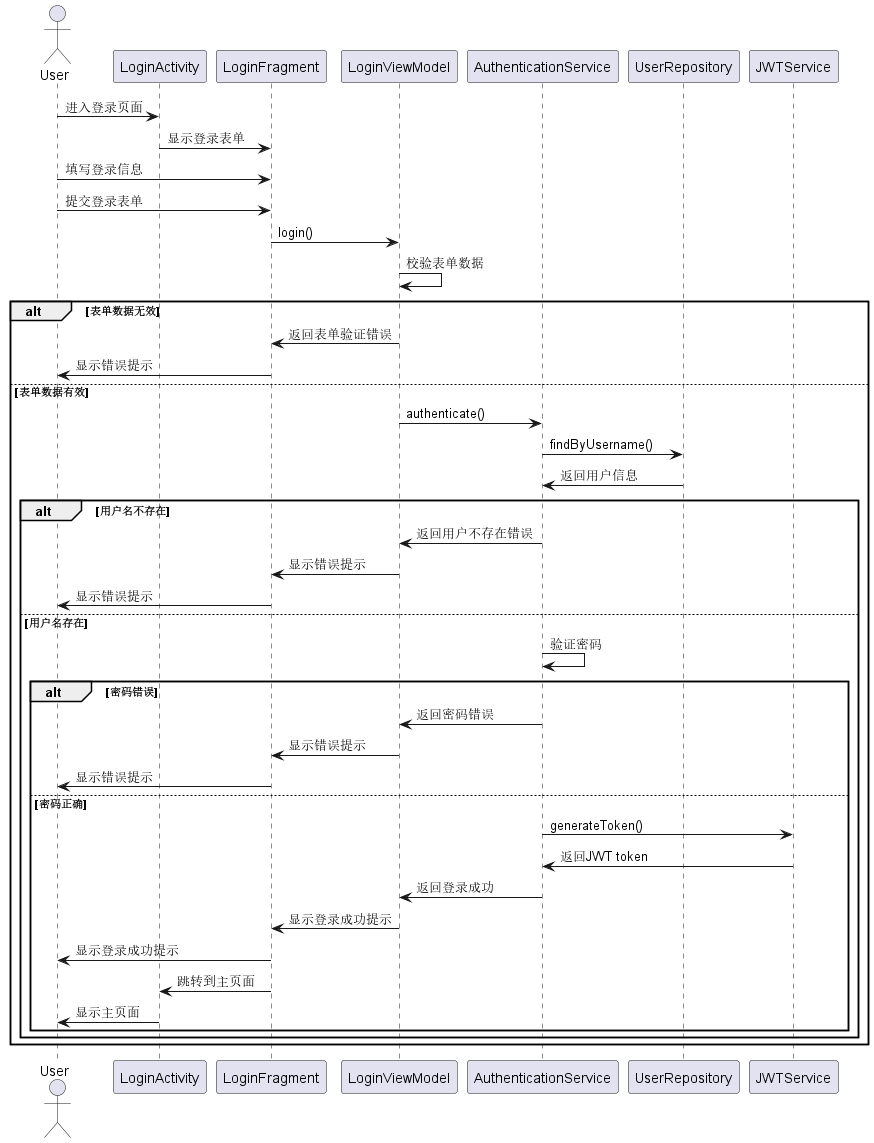 User
LoginActivity
LoginFragment
LoginViewModel
AuthenticationService
UserRepository
JWTService
进入登录页面
显示登录表单
填写登录信息
提交登录表单
login()
校验表单数据
alt [表单数据无效]
返回表单验证错误
显示错误提示
[表单数据有效]
authenticate()
findByUsername()
返回用户信息
alt [用户名不存在]
返回用户不存在错误
显示错误提示
显示错误提示
[用户名存在]
验证密码
alt [密码错误]
返回密码错误
显示错误提示
显示错误提示
[密码正确]
generateToken()
返回JWT token
返回登录成功
显示登录成功提示
显示登录成功提示
跳转到主页面
显示主页面
User
LoginActivity
LoginFragment
LoginViewModel
AuthenticationService
UserRepository
JWTService